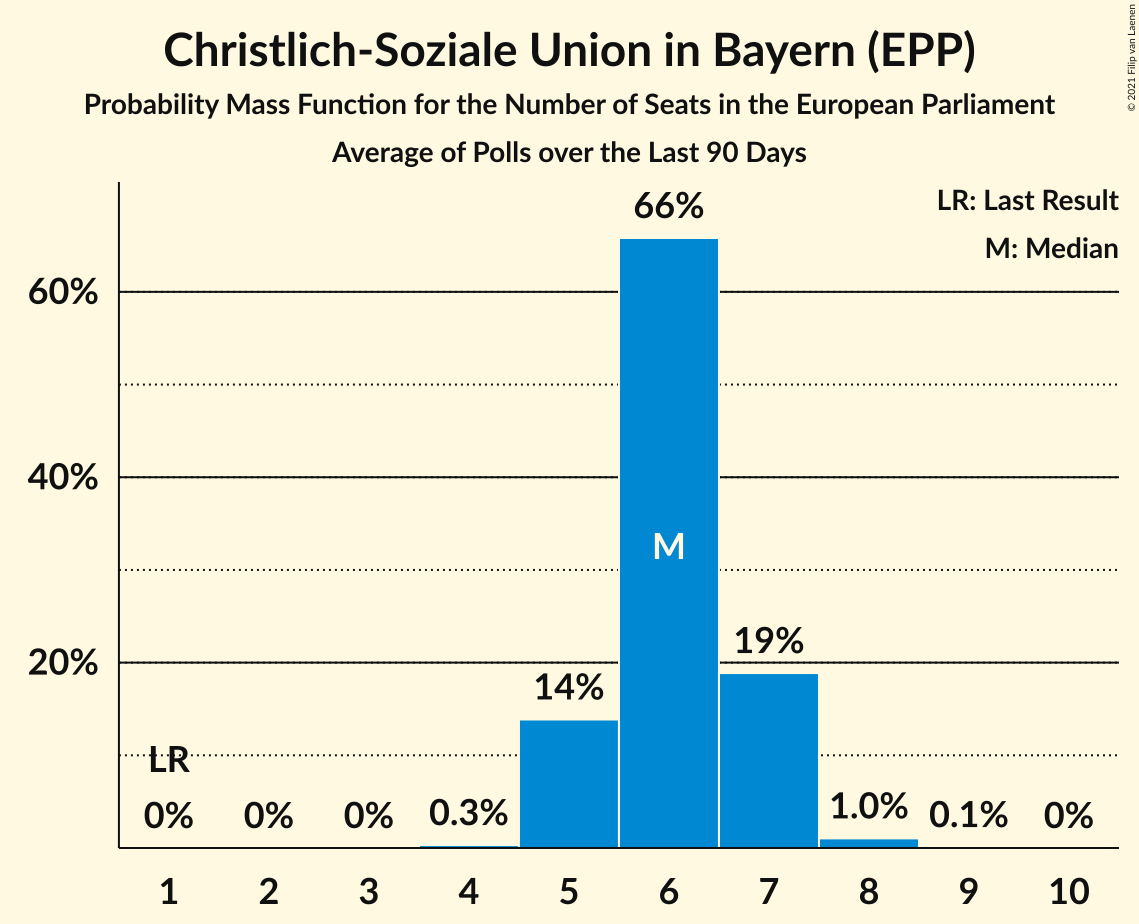 Christlich-Soziale Union in Bayern (EPP)
Probability Mass Function for the Number of Seats in the European Parliament
Average of Polls over the Last 90 Days
© 2021 Filip van Laenen
LR: Last Result
M: Median
66%
60%
40%
M
20%
19%
14%
LR
0% 0% 0% 0.3% 1.0% 0.1% 0%
1 2 3 4 5 6 7 8 9 10